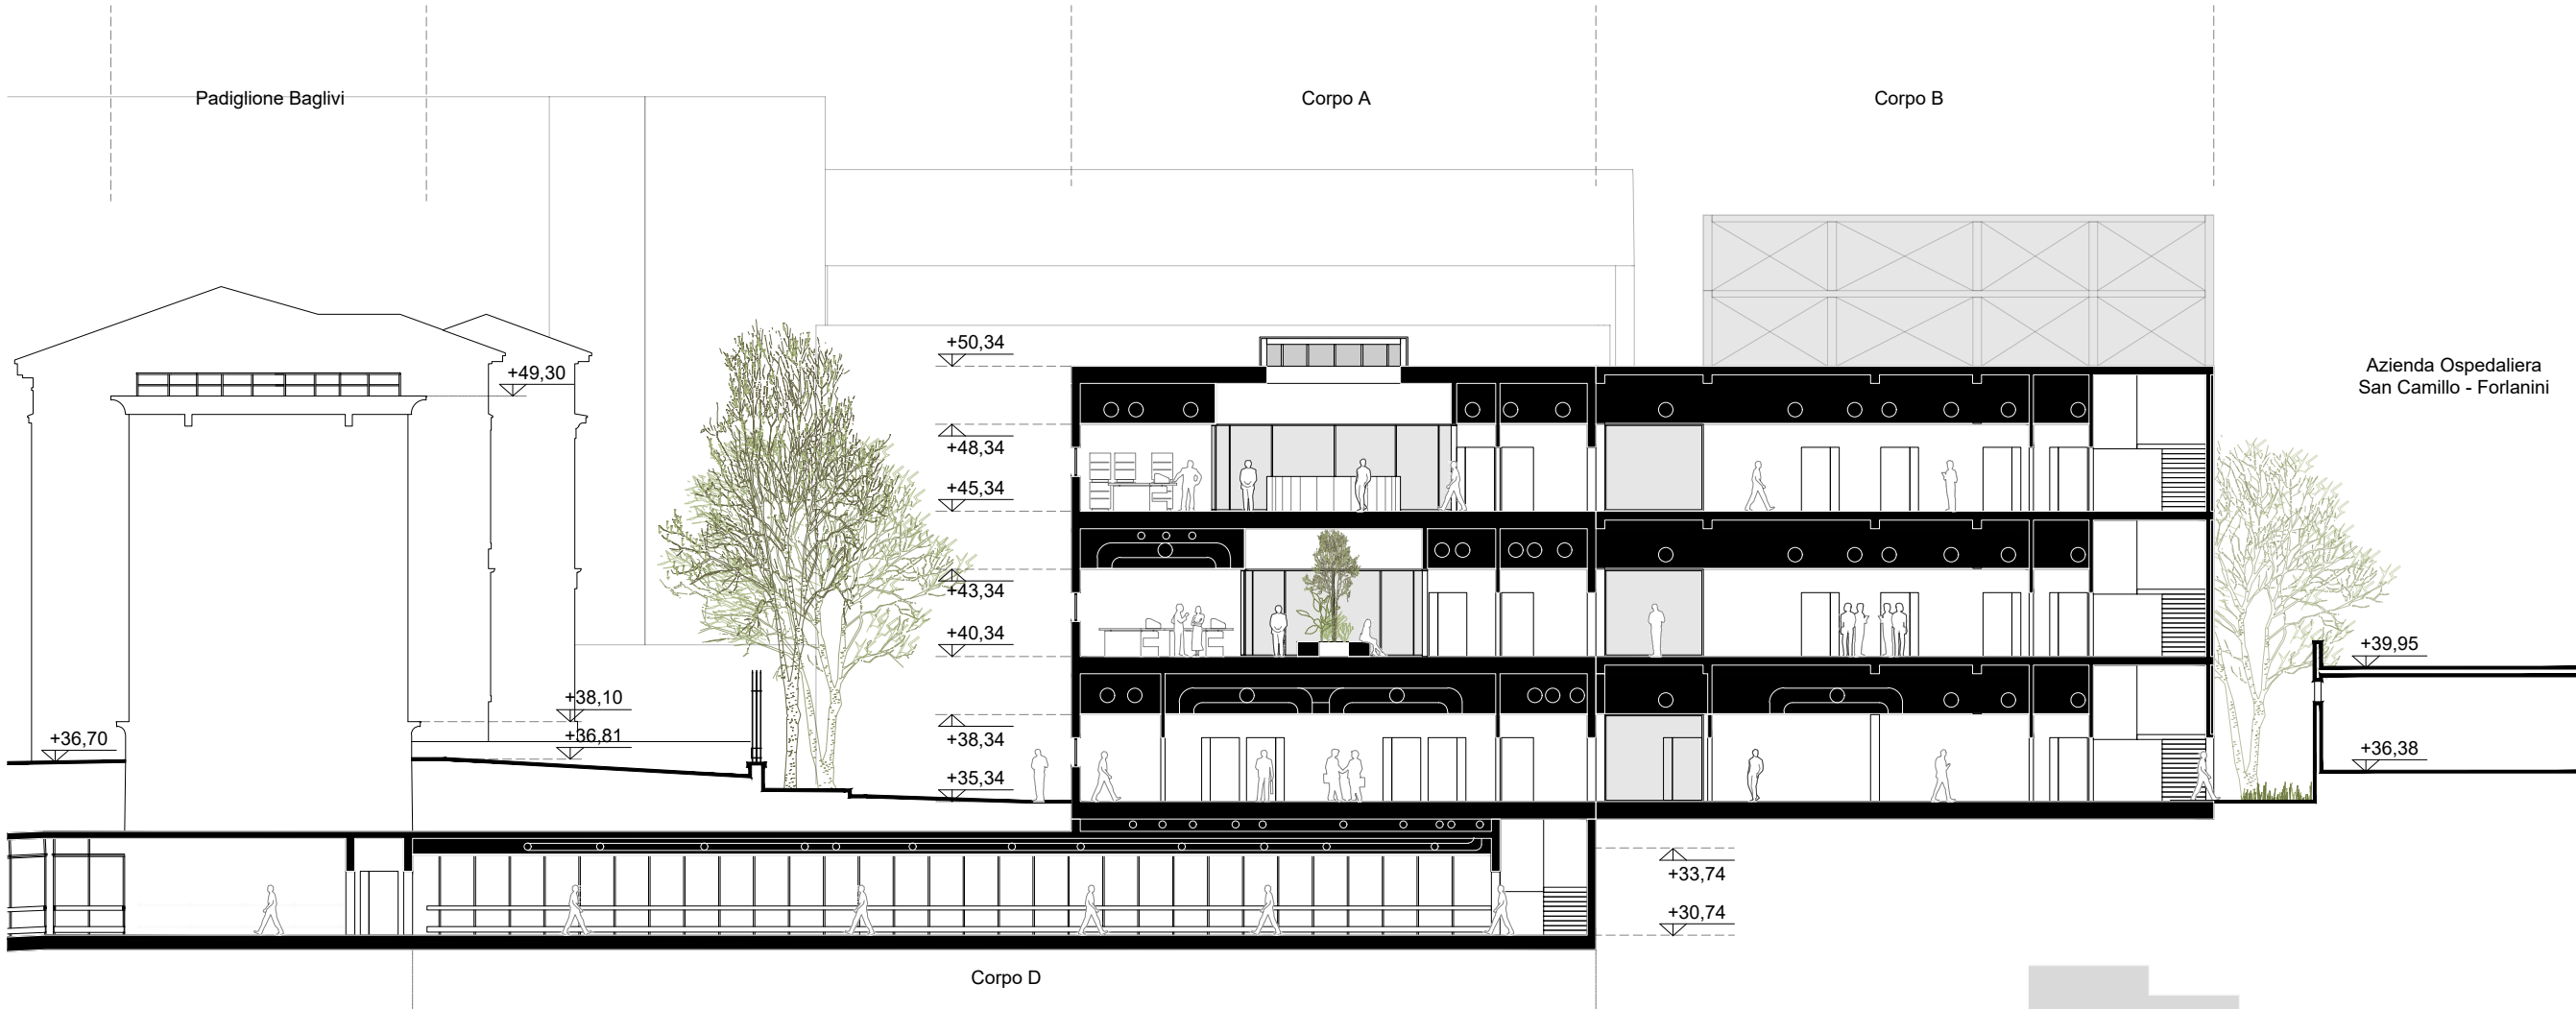 Padiglione Baglivi
Corpo A
Corpo B
+50,34
Azienda Ospedaliera
San Camillo - Forlanini
+49,30
+48,34
+45,34
+43,34
+40,34
+39,95
+38,10
+36,70
+36,81
+38,34
+36,38
+35,34
+33,74
+30,74
Corpo D